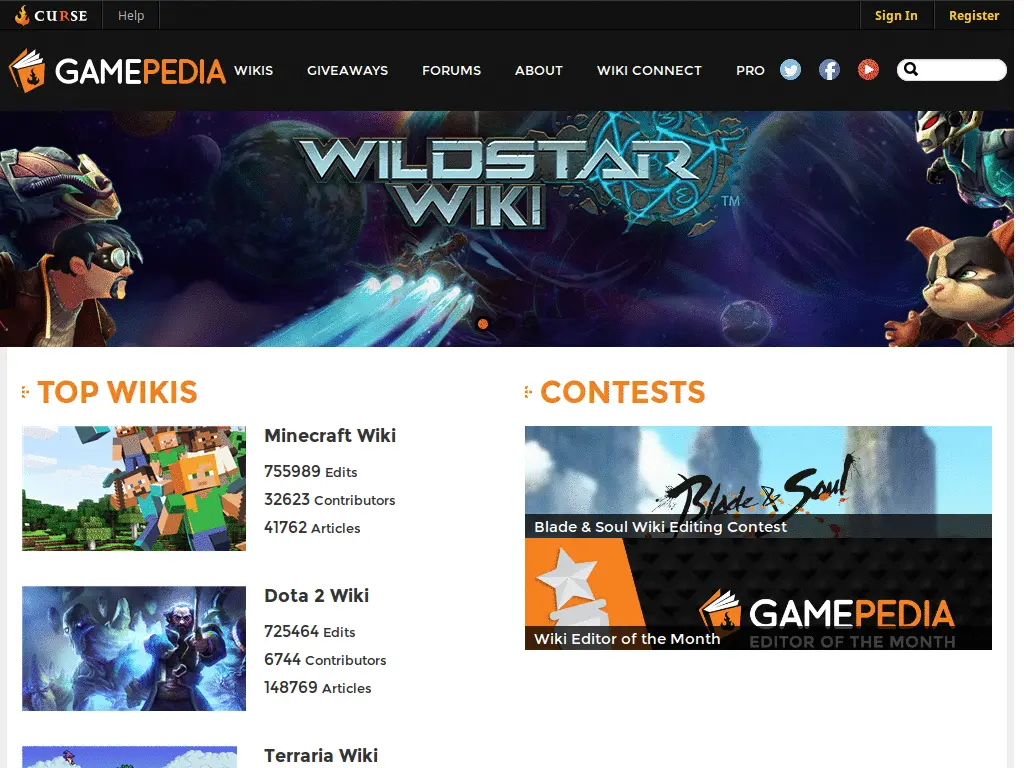 CURSE
Help
Sign In
Register
GAMEPEDIA
WIKIS
GIVEAWAYS
FORUMS
ABOUT
WIKI CONNECT
PRO
WILDSTAR
WIKI
TM
TOP WIKIS
Minecraft Wiki
755989 Edits
32623 Contributors
41762 Articles
Dota 2 Wiki
725464 Edits
6744 Contributors
148769 Articles
Terraria Wiki
CONTESTS
Blade & Soul
Blade & Soul Wiki Editing Contest
GAMEPEDIA
Wiki Editor of the Month
EDITOR OF THE MONTH